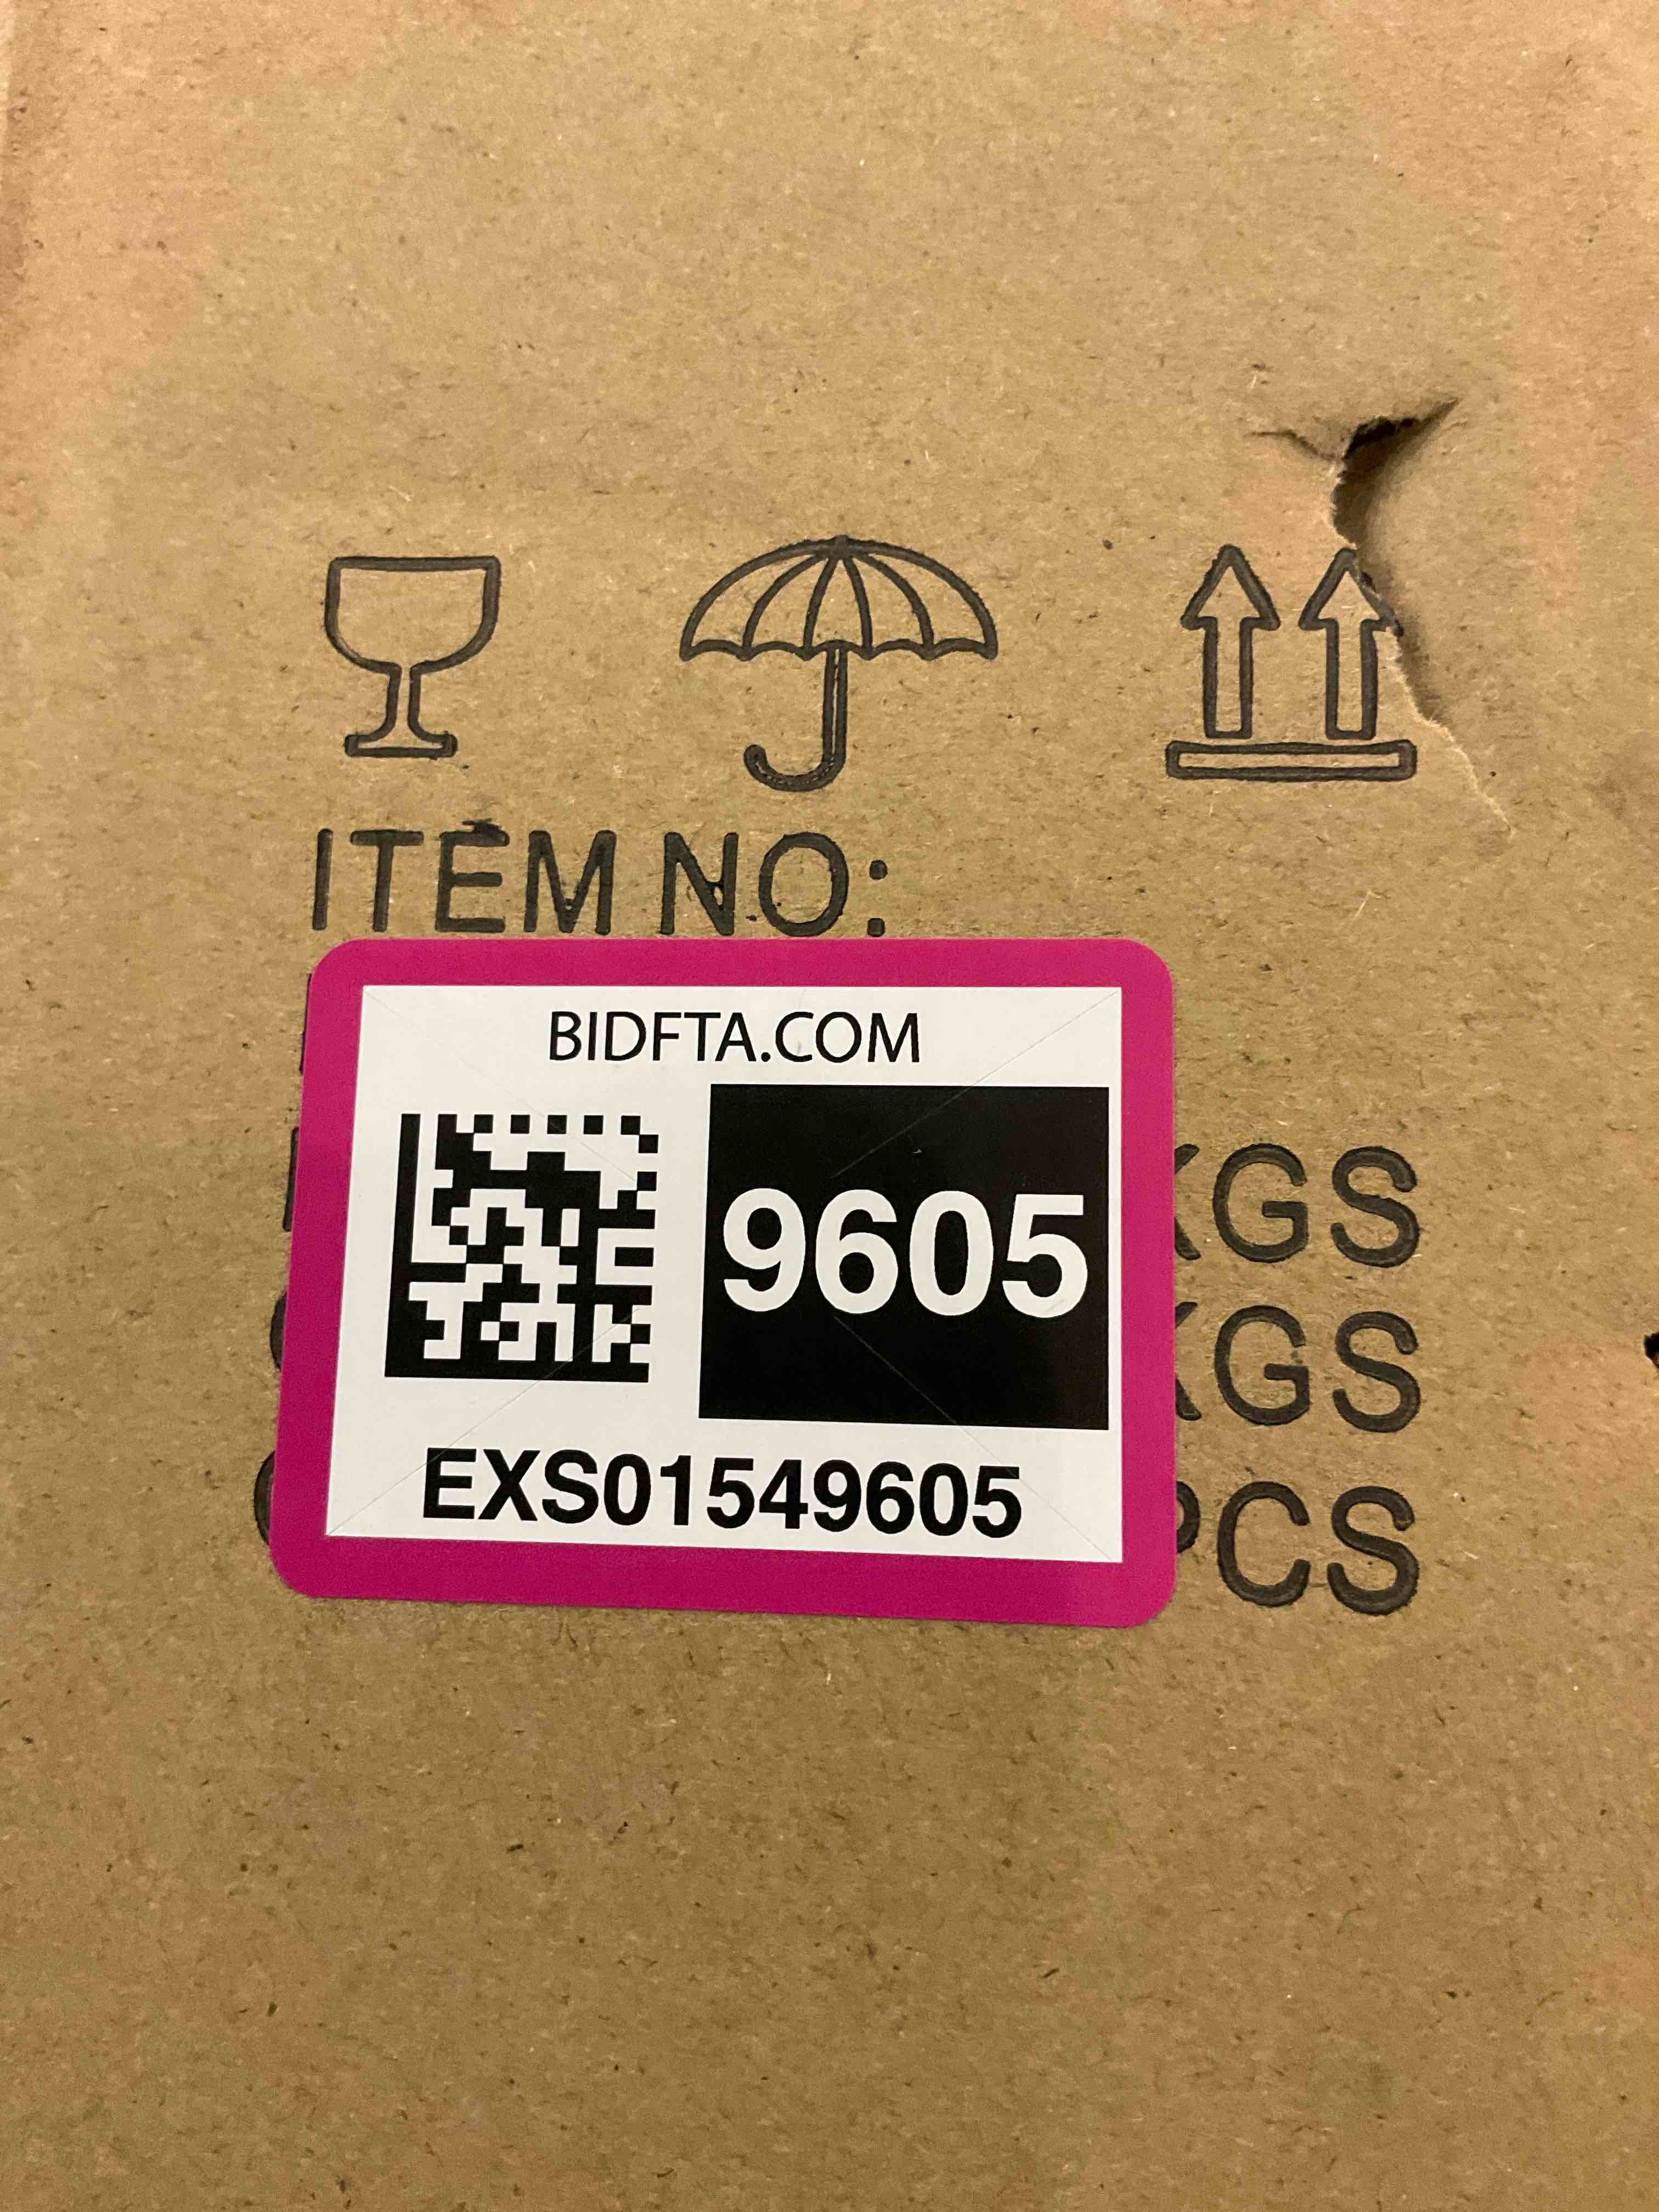 ITEM NO:
BIDFTA.COM
9605
KGS
KGS
EXS01549605
PCS